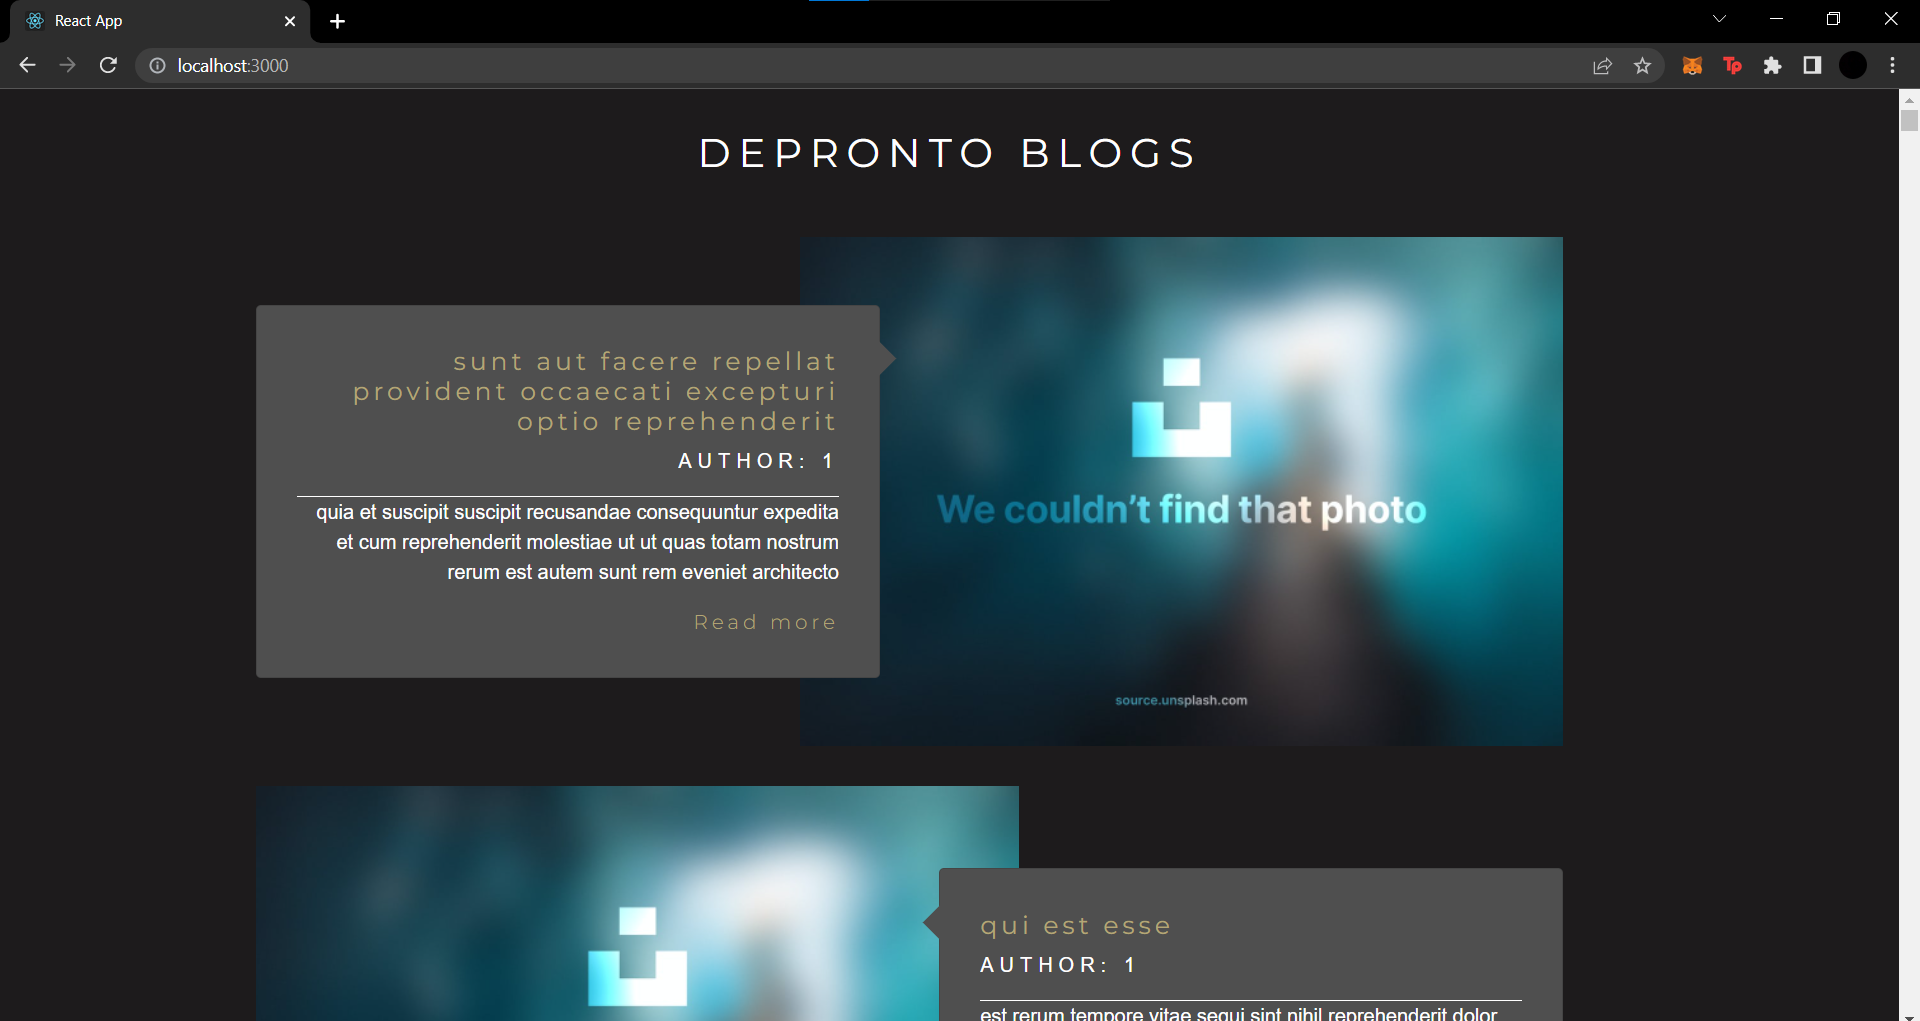 React App
localhost:3000
Tp
DEPRONTO BLOGS
sunt aut facere repellat
provident occaecati excepturi
optio reprehenderit
AUTHOR: 1
quia et suscipit suscipit recusandae consequuntur expedita
et cum reprehenderit molestiae ut ut quas totam nostrum
rerum est autem sunt rem eveniet architecto
Read more
We couldn’t find that photo
source.unsplash.com
qui est esse
AUTHOR: 1
est rerum tempore vitae sequi sint nihil reprehenderit dolor